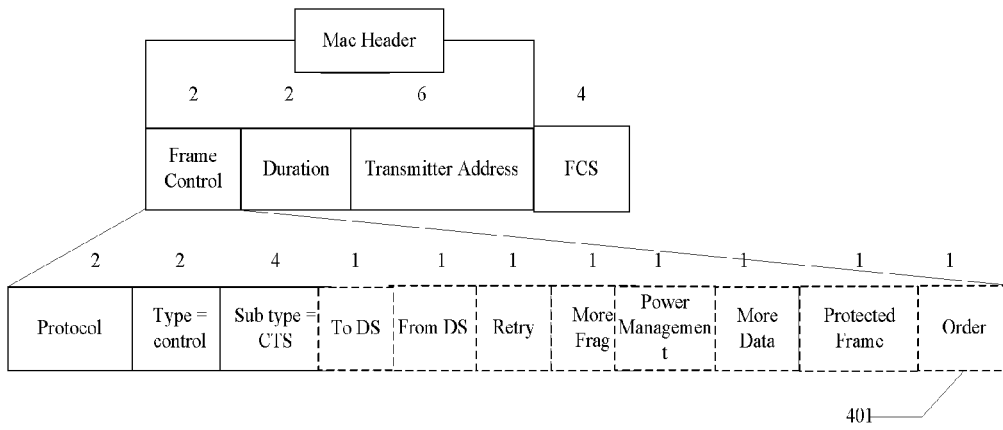 Mac Header
2 2 6 4
Frame Control Duration Transmitter Address FCS
2 2 4 1 1 1 1 1 1 1 1
Protocol Type = control Sub type = CTS To DS From DS Retry More Frag Power Managemen t More Data Protected Frame Order
401